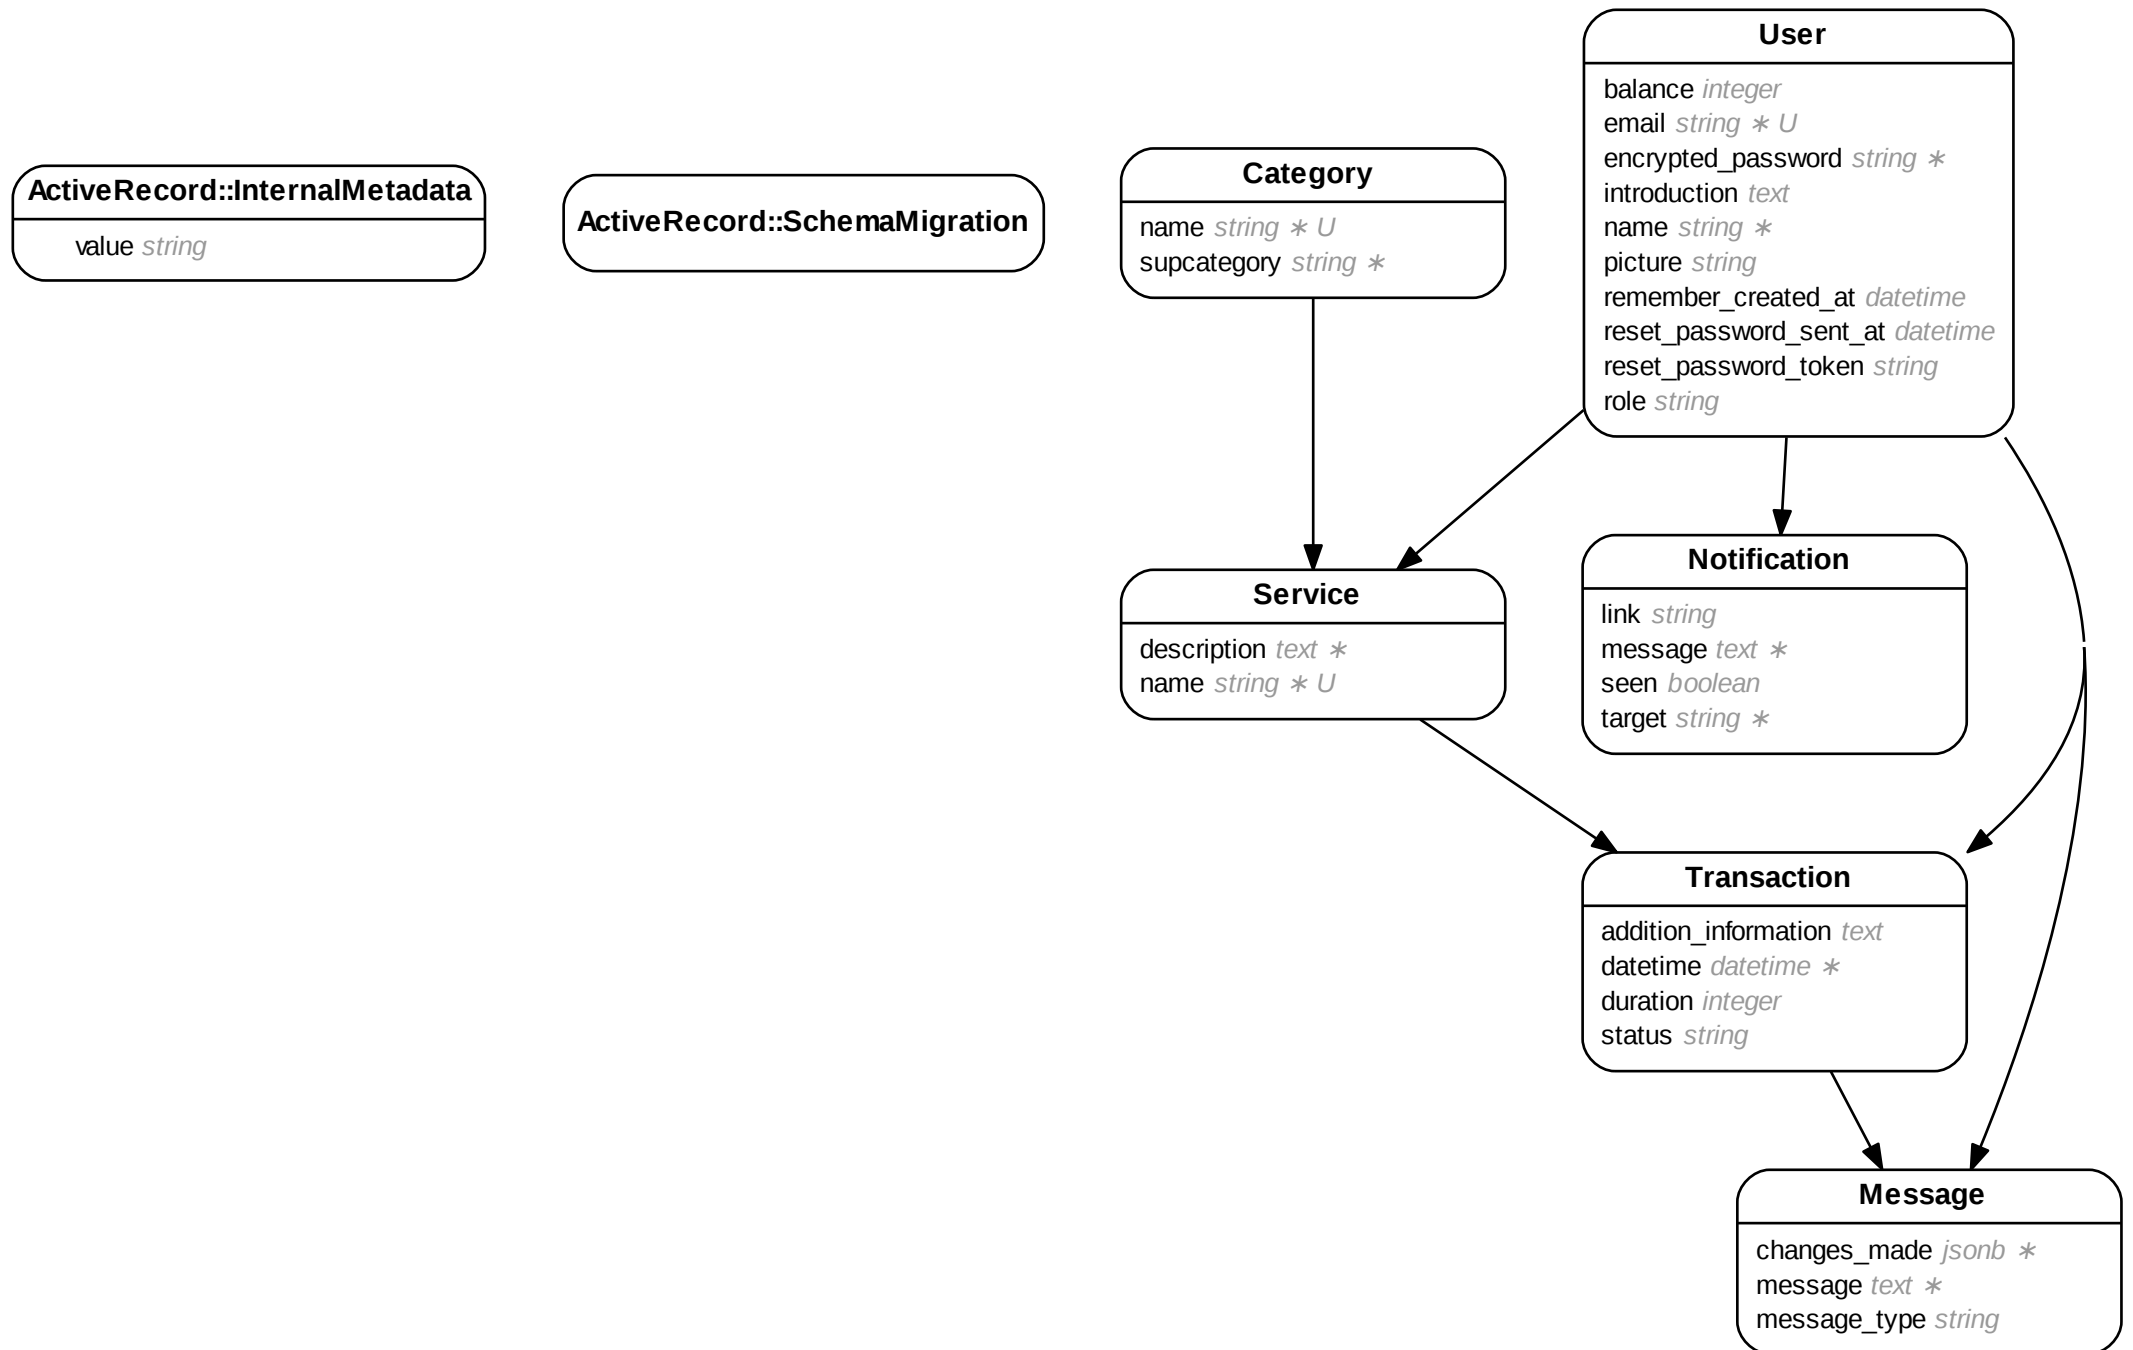 ActiveRecord::InternalMetadata
value string
ActiveRecord::SchemaMigration
Category
name string ∗ U
supcategory string ∗
User
balance integer
email string ∗ U
encrypted_password string ∗
introduction text
name string ∗
picture string
remember_created_at datetime
reset_password_sent_at datetime
reset_password_token string
role string
Service
description text ∗
name string ∗ U
Notification
link string
message text ∗
seen boolean
target string ∗
Transaction
addition_information text
datetime datetime ∗
duration integer
status string
Message
changes_made jsonb ∗
message text ∗
message_type string